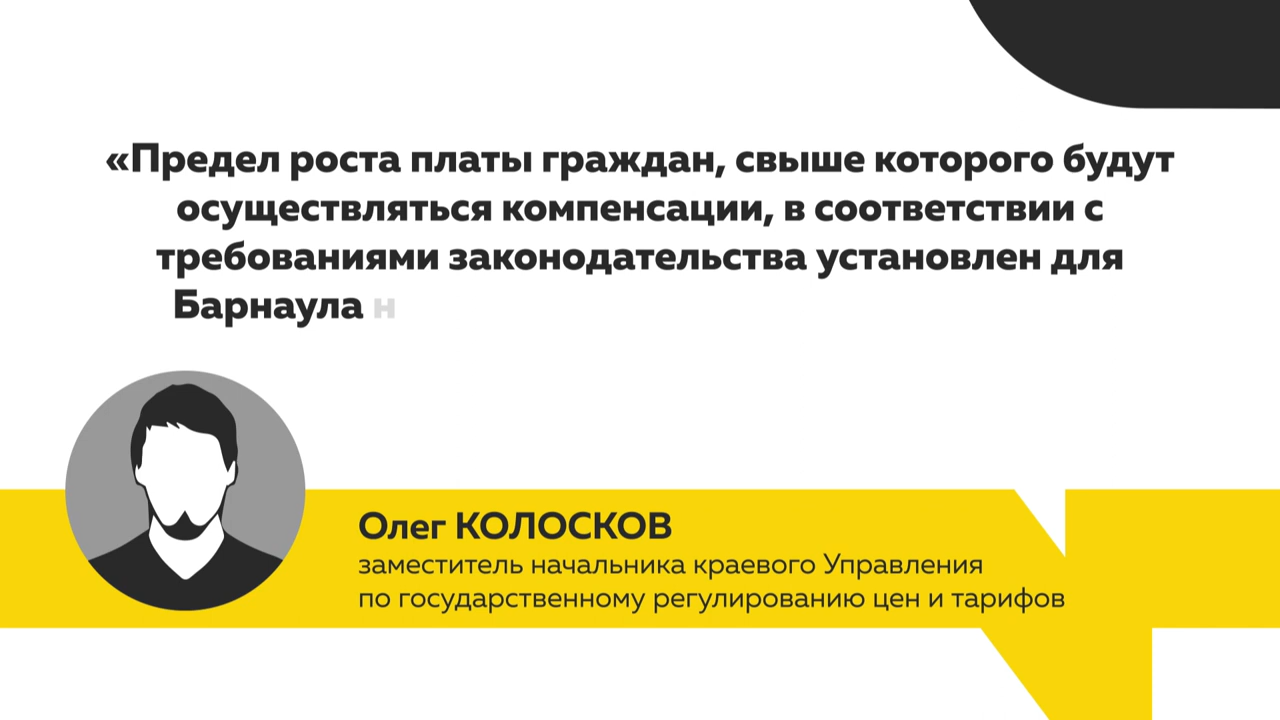 «Предел роста платы граждан, свыше которого будут
осуществляться компенсации, в соответствии с
требованиями законодательства установлен для
Барнаула н
Олег КОЛОСКОВ
заместитель начальника краевого Управления
по государственному регулированию цен и тарифов